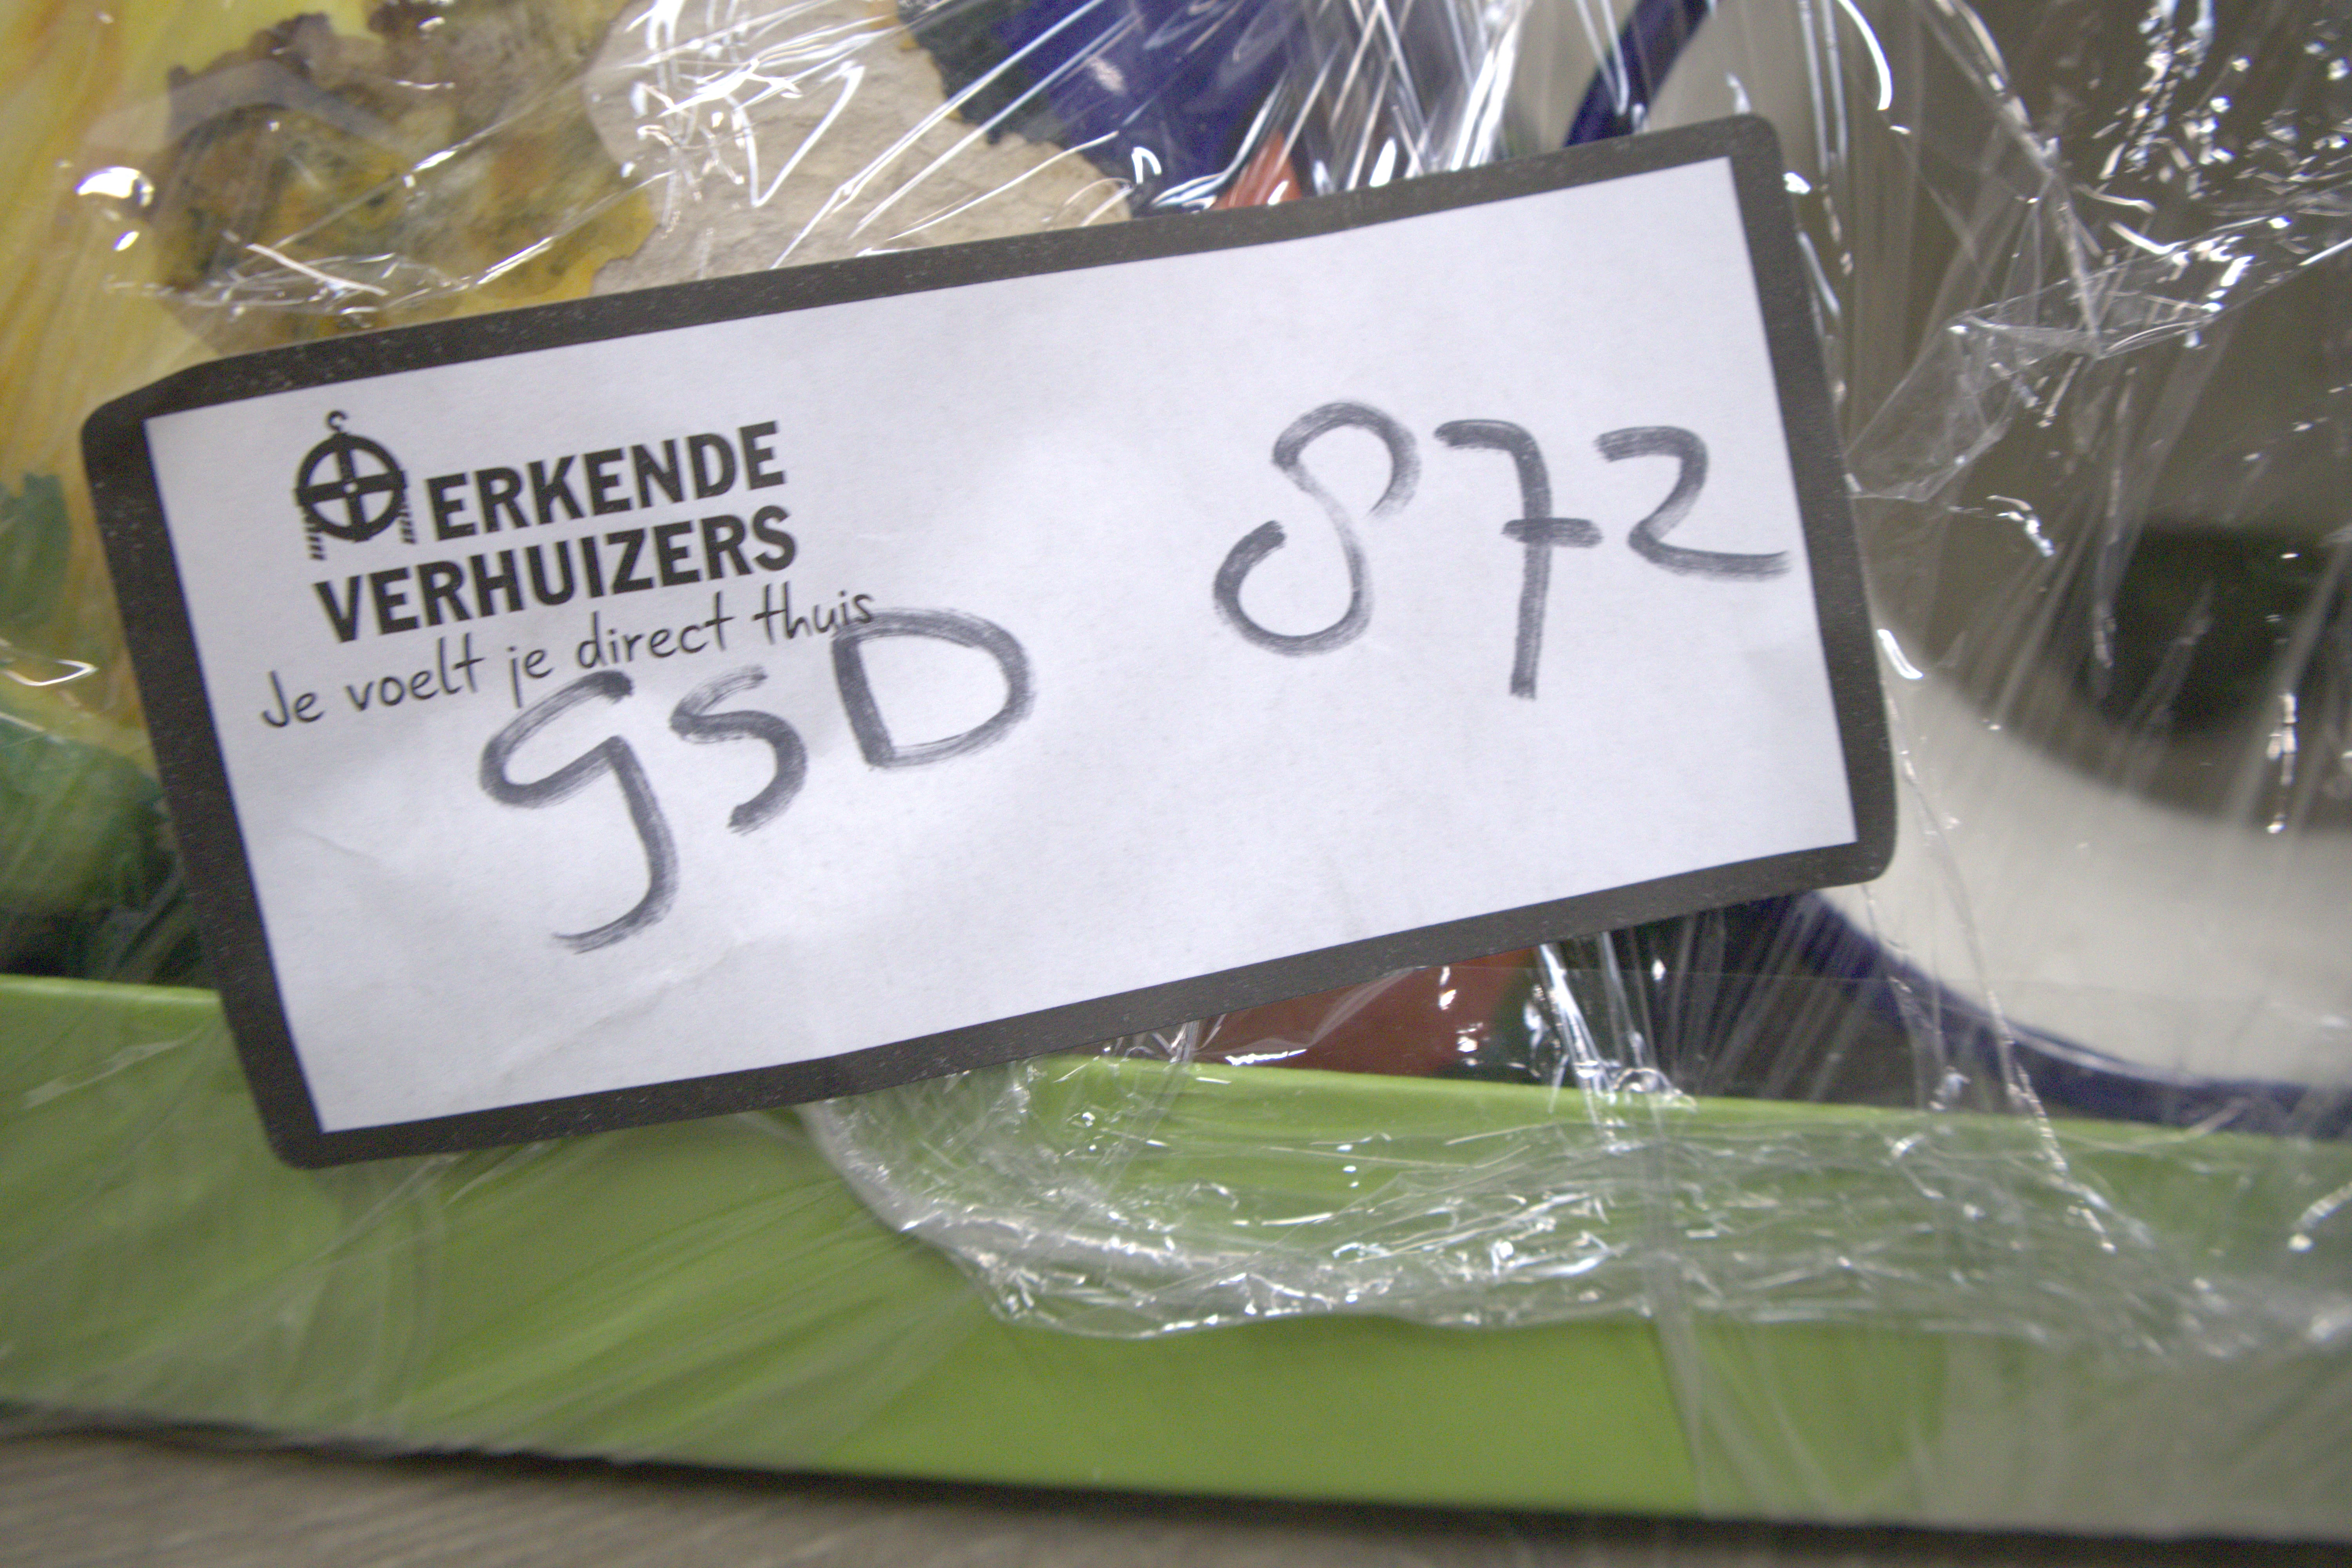 ERKENDE
VERHUIZERS
Je voelt je direct thuis
gsD 872